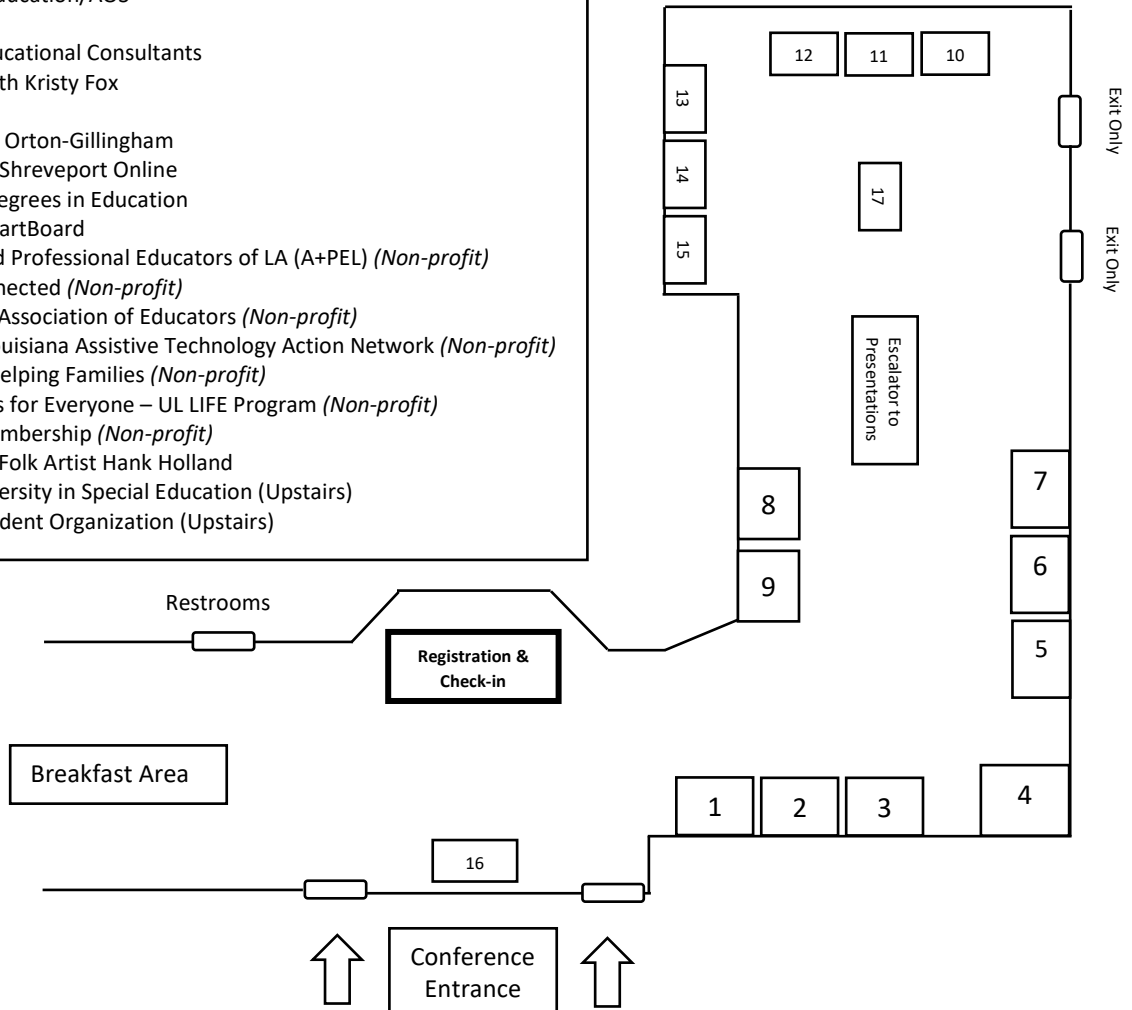 ucational Consultants
th Kristy Fox
Orton-Gillingham
Shreveport Online
egrees in Education
artBoard
d Professional Educators of LA (A+PEL) (Non-profit)
nected (Non-profit)
Association of Educators (Non-profit)
ouisiana Assistive Technology Action Network (Non-profit)
elping Families (Non-profit)
s for Everyone – UL LIFE Program (Non-profit)
mbership (Non-profit)
Folk Artist Hank Holland
ersity in Special Education (Upstairs)
dent Organization (Upstairs)
12
11
10
13
14
15
17
Exit Only
Exit Only
Escalator to
Presentations
8
9
7
6
5
Restrooms
Registration &
Check-in
Breakfast Area
1
2
3
4
16
Conference
Entrance